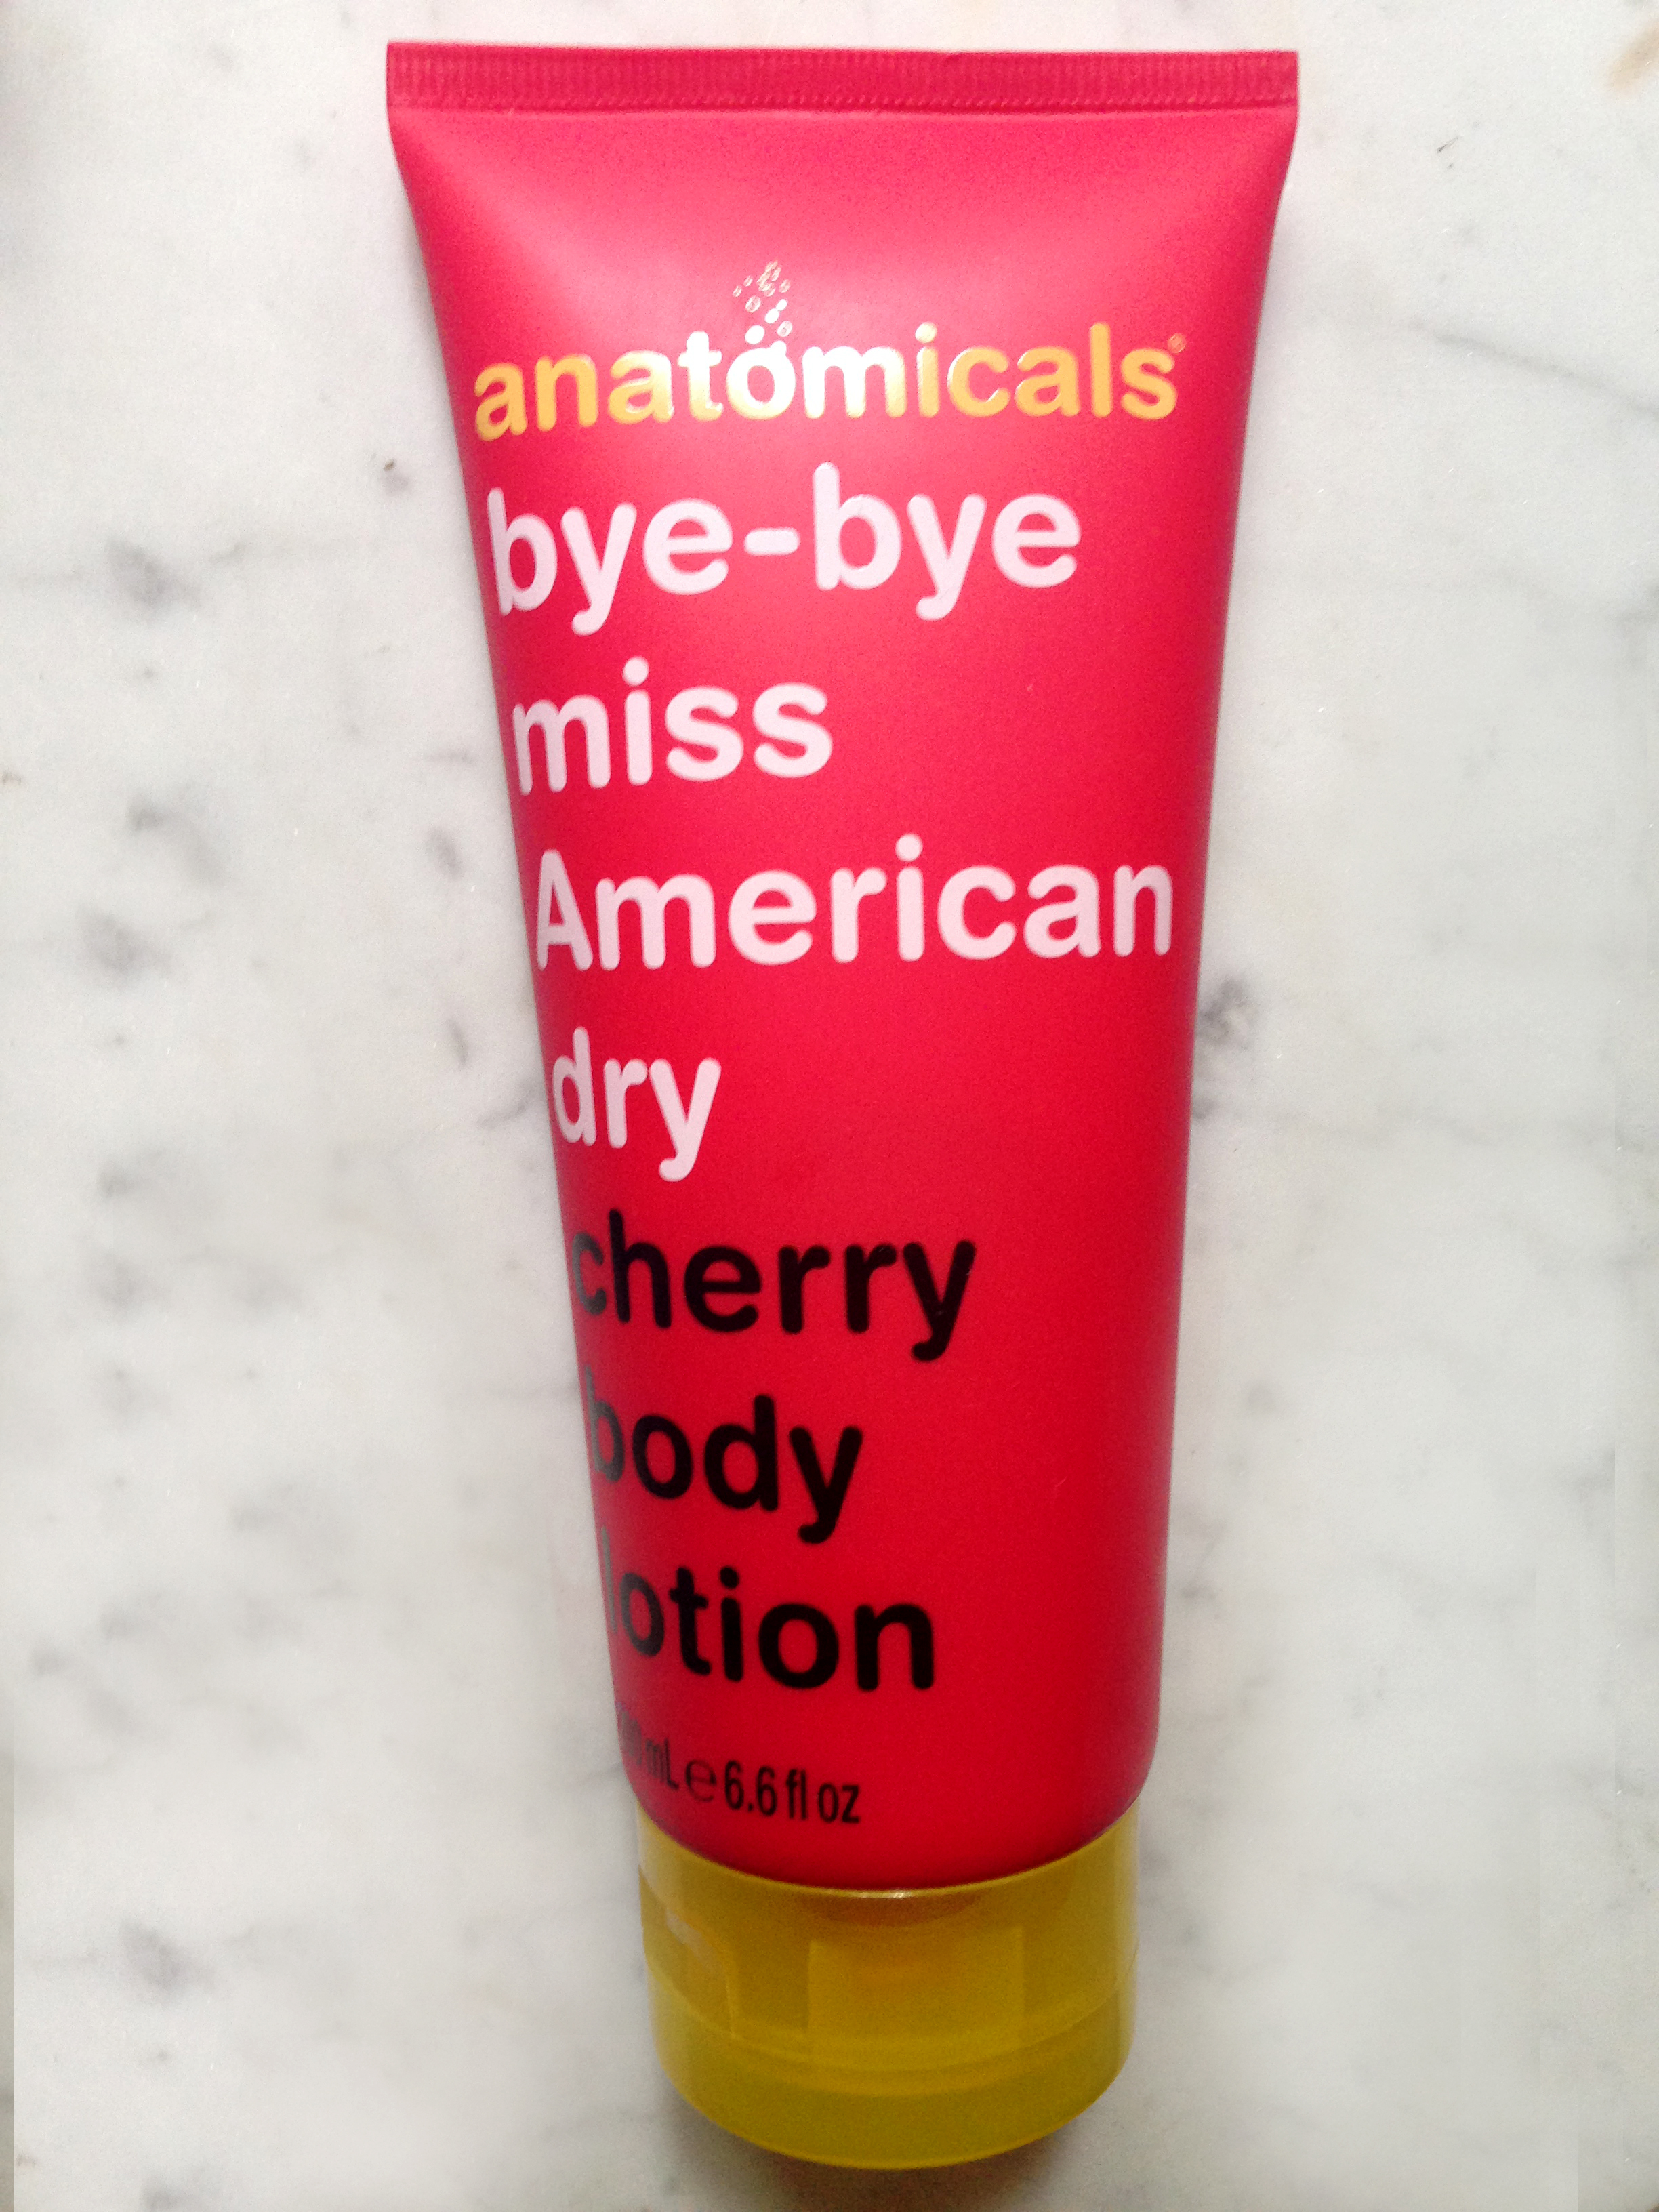 anatomicals®
bye-bye
miss
American
dry
cherry
body
lotion
mL ℮ 6.6 fl oz